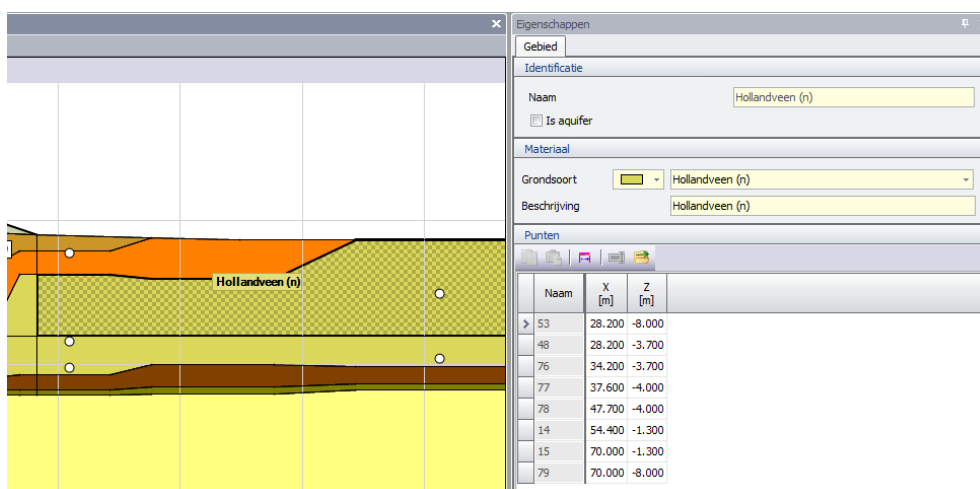 Eigenschappen
Gebied
Identificatie
Naam Hollandveen (n)
Is aquifer
Materiaal
Grondsoort Hollandveen (n)
Beschrijving Hollandveen (n)
Punten
Naam X [m] Z [m]
53 28.200 -8.000
48 28.200 -3.700
76 34.200 -3.700
77 37.600 -4.000
78 47.700 -4.000
14 54.400 -1.300
15 70.000 -1.300
79 70.000 -8.000
Hollandveen (n)